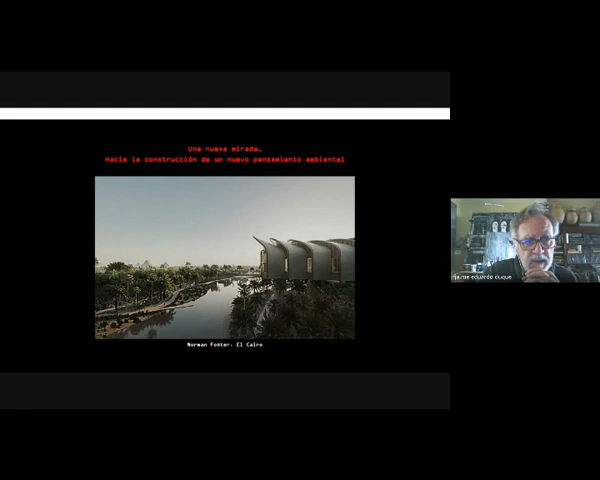 Una nueva mirada…
Hacia la construcción de un nuevo pensamiento ambiental
Norman Foster. El Cairo
jaime eduardo duque